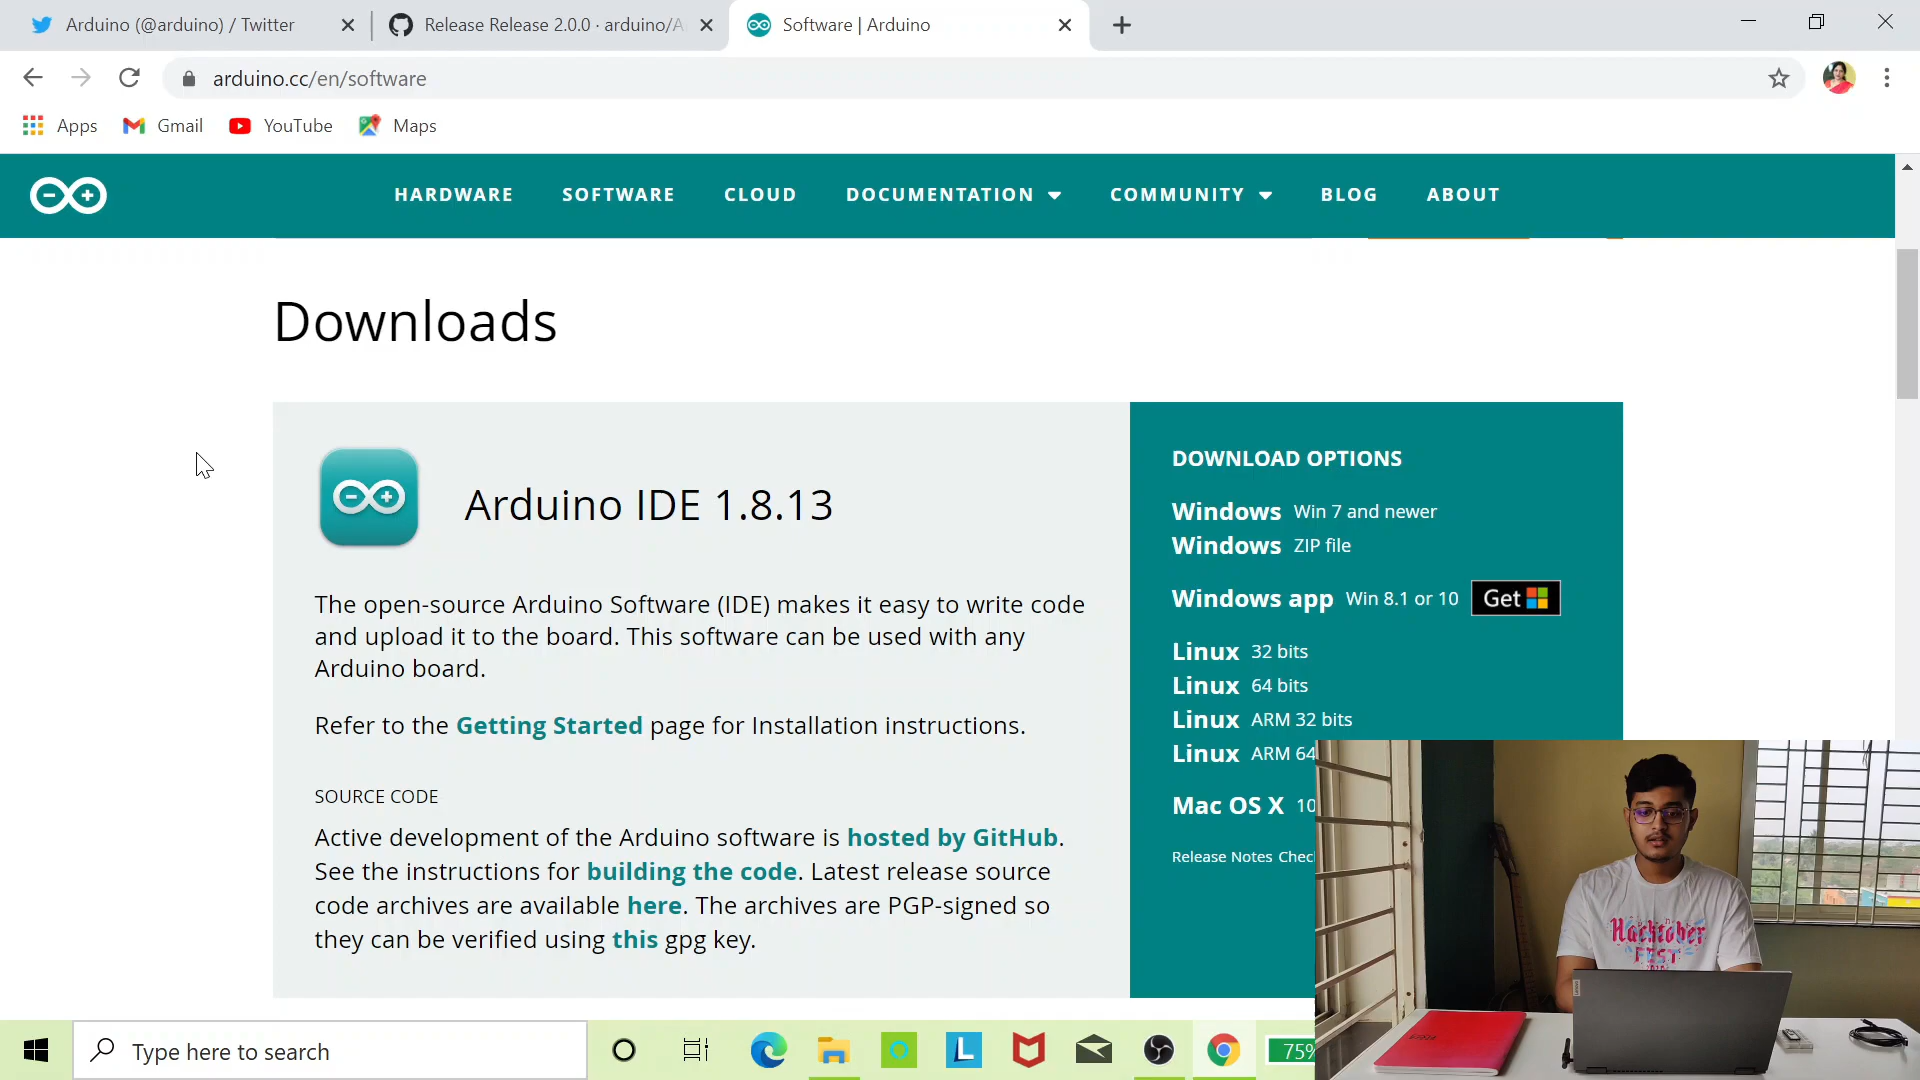 Arduino (@arduino) / Twitter
Release Release 2.0.0 · arduino/A
Software | Arduino
arduino.cc/en/software
Apps
Gmail
YouTube
Maps
HARDWARE
SOFTWARE
CLOUD
DOCUMENTATION
COMMUNITY
BLOG
ABOUT
Downloads
Arduino IDE 1.8.13
The open-source Arduino Software (IDE) makes it easy to write code
and upload it to the board. This software can be used with any
Arduino board.
Refer to the Getting Started page for Installation instructions.
SOURCE CODE
Active development of the Arduino software is hosted by GitHub.
See the instructions for building the code. Latest release source
code archives are available here. The archives are PGP-signed so
they can be verified using this gpg key.
DOWNLOAD OPTIONS
Windows Win 7 and newer
Windows ZIP file
Windows app Win 8.1 or 10 Get
Linux 32 bits
Linux 64 bits
Linux ARM 32 bits
Linux ARM 64
Mac OS X 10
Release Notes Chec
Hacktober
FEST
Type here to search
L
75%